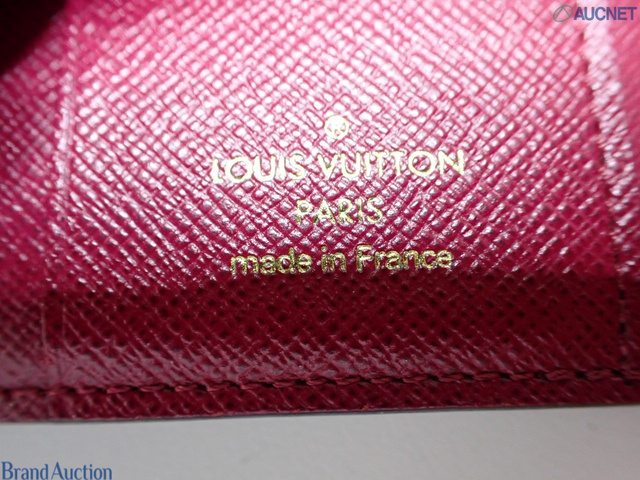 AUCNET
LOUIS VUITTON
PARIS
made in France
Brand Auction